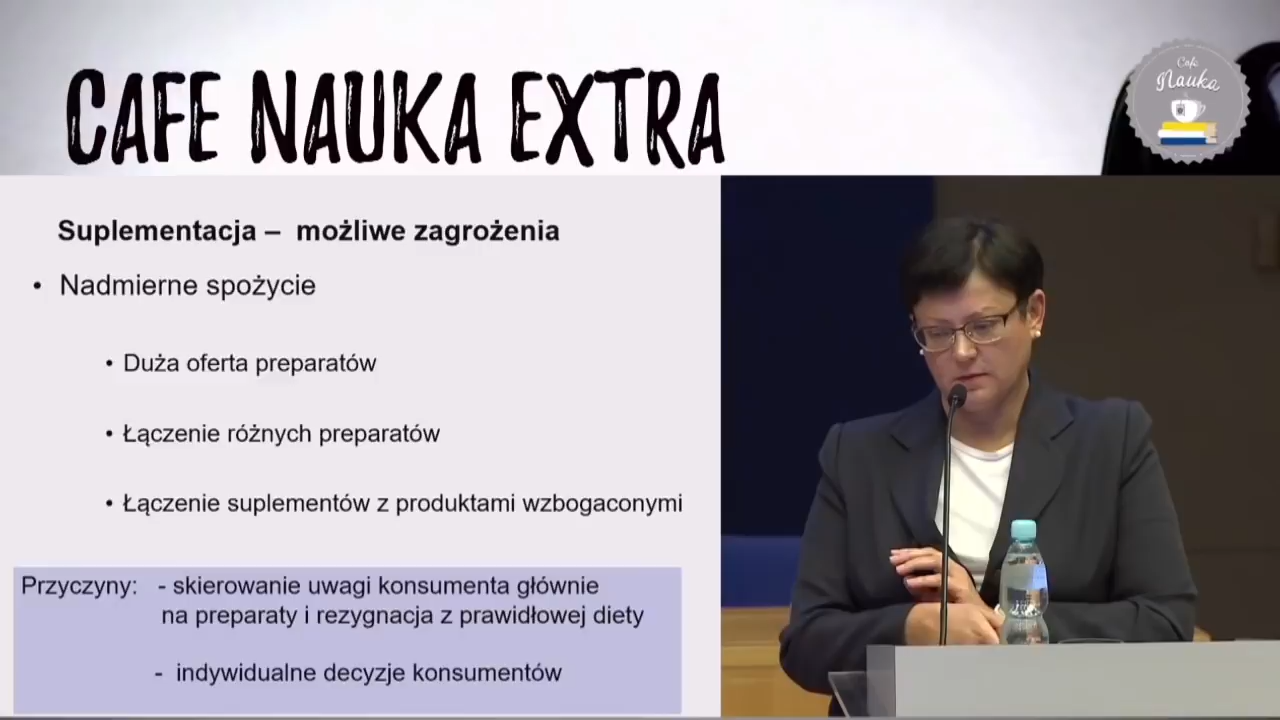 CAFE NAUKA EXTRA
Cafe
Nauka
Suplementacja – możliwe zagrożenia
• Nadmierne spożycie
• Duża oferta preparatów
• Łączenie różnych preparatów
• Łączenie suplementów z produktami wzbogaconymi
Przyczyny: - skierowanie uwagi konsumenta głównie
na preparaty i rezygnacja z prawidłowej diety
- indywidualne decyzje konsumentów